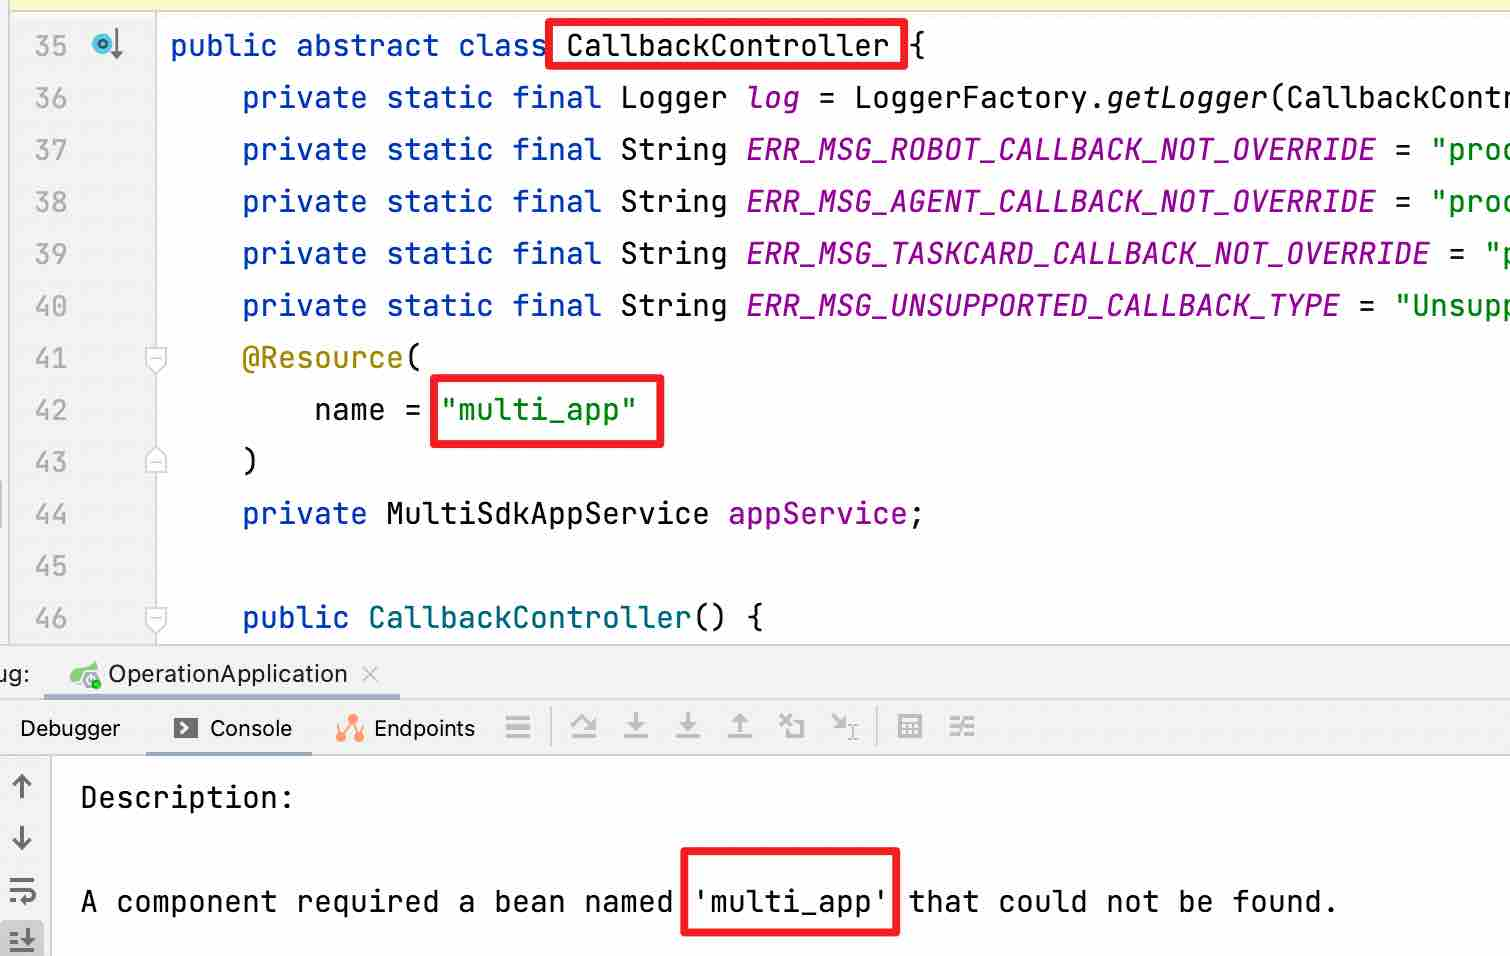 35 public abstract class CallbackController {
36 private static final Logger log = LoggerFactory.getLogger(CallbackContr
37 private static final String ERR_MSG_ROBOT_CALLBACK_NOT_OVERRIDE = "proc
38 private static final String ERR_MSG_AGENT_CALLBACK_NOT_OVERRIDE = "proc
39 private static final String ERR_MSG_TASKCARD_CALLBACK_NOT_OVERRIDE = "p
40 private static final String ERR_MSG_UNSUPPORTED_CALLBACK_TYPE = "Unsupp
41 @Resource(
42 name = "multi_app"
43 )
44 private MultiSdkAppService appService;
45
46 public CallbackController() {
ug: OperationApplication
Debugger Console Endpoints
Description:
A component required a bean named 'multi_app' that could not be found.